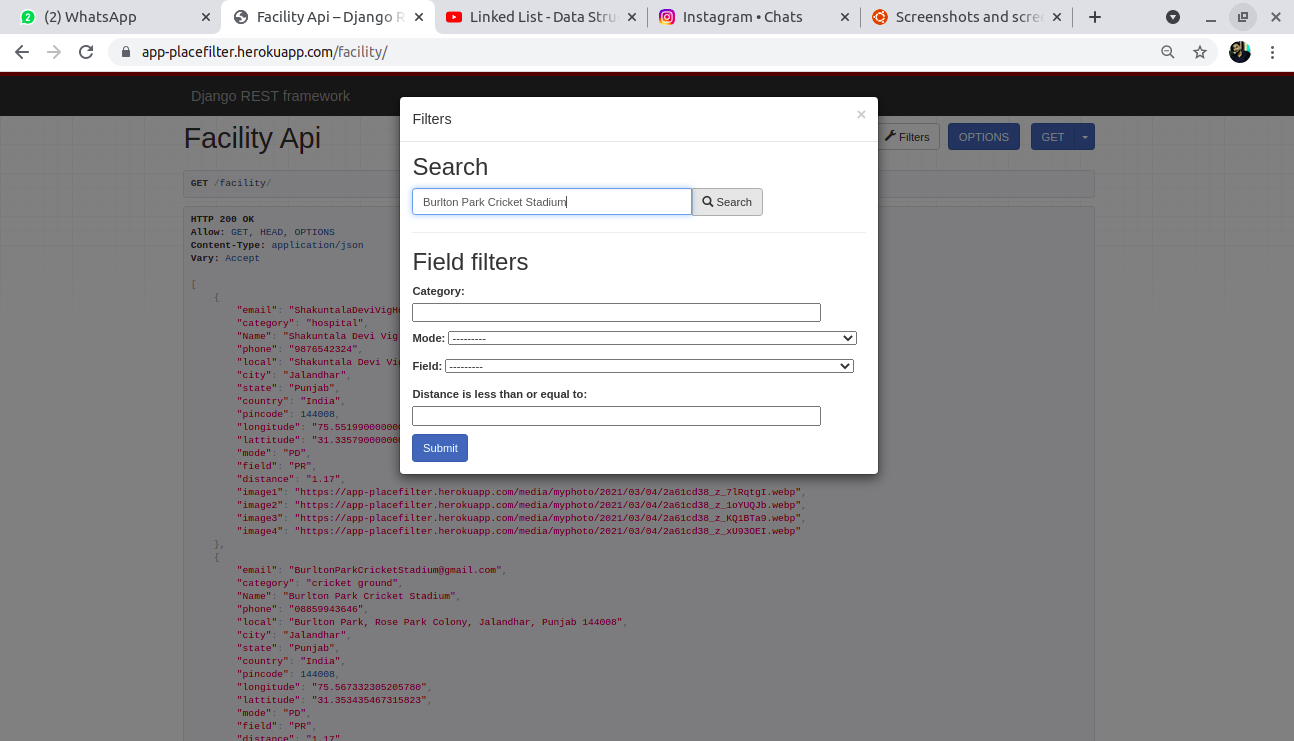 (2) WhatsApp
Facility Api – Django R
Linked List - Data Stru
Instagram • Chats
Screenshots and scree
app-placefilter.herokuapp.com/facility/
Django REST framework
Facility Api
Filters
OPTIONS
GET
GET /facility/
HTTP 200 OK
Allow: GET, HEAD, OPTIONS
Content-Type: application/json
Vary: Accept
[
{
"email": "ShakuntalaDeviVigH
"category": "hospital",
"Name": "Shakuntala Devi Vig
"phone": "9876542324",
"local": "Shakuntala Devi Vi
"city": "Jalandhar",
"state": "Punjab",
"country": "India",
"pincode": 144008,
"longitude": "75.5519900000
"lattitude": "31.3357900000
"mode": "PD",
"field": "PR",
"distance": "1.17",
"image1": "https://app-placefilter.herokuapp.com/media/myphoto/2021/03/04/2a61cd38_z_7lRqtgI.webp",
"image2": "https://app-placefilter.herokuapp.com/media/myphoto/2021/03/04/2a61cd38_z_1oYUQJb.webp",
"image3": "https://app-placefilter.herokuapp.com/media/myphoto/2021/03/04/2a61cd38_z_KQ1BTa9.webp",
"image4": "https://app-placefilter.herokuapp.com/media/myphoto/2021/03/04/2a61cd38_z_xU93OEI.webp"
},
{
"email": "BurltonParkCricketStadium@gmail.com",
"category": "cricket ground",
"Name": "Burlton Park Cricket Stadium",
"phone": "08859943646",
"local": "Burlton Park, Rose Park Colony, Jalandhar, Punjab 144008",
"city": "Jalandhar",
"state": "Punjab",
"country": "India",
"pincode": 144008,
"longitude": "75.567332305205780",
"lattitude": "31.353435467315823",
"mode": "PD",
"field": "PR",
"distance": "1.17"
Filters
×
Search
Burlton Park Cricket Stadium
Search
Field filters
Category:
Mode: ---------
Field: ---------
Distance is less than or equal to:
Submit